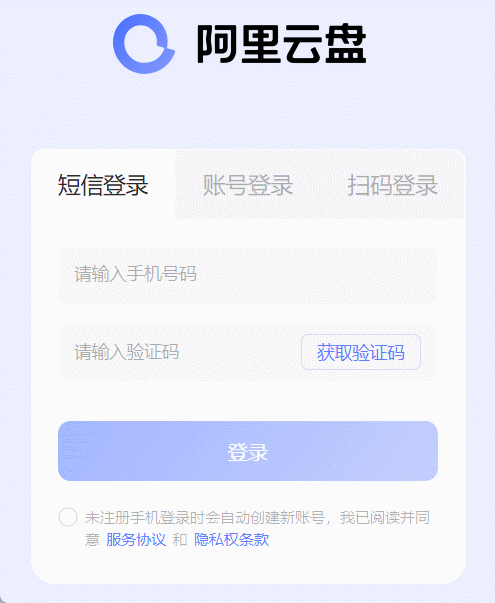 阿里云盘
短信登录 账号登录 扫码登录
请输入手机号码
请输入验证码 获取验证码
登录
未注册手机登录时会自动创建新账号，我已阅读并同
意 服务协议 和 隐私权条款